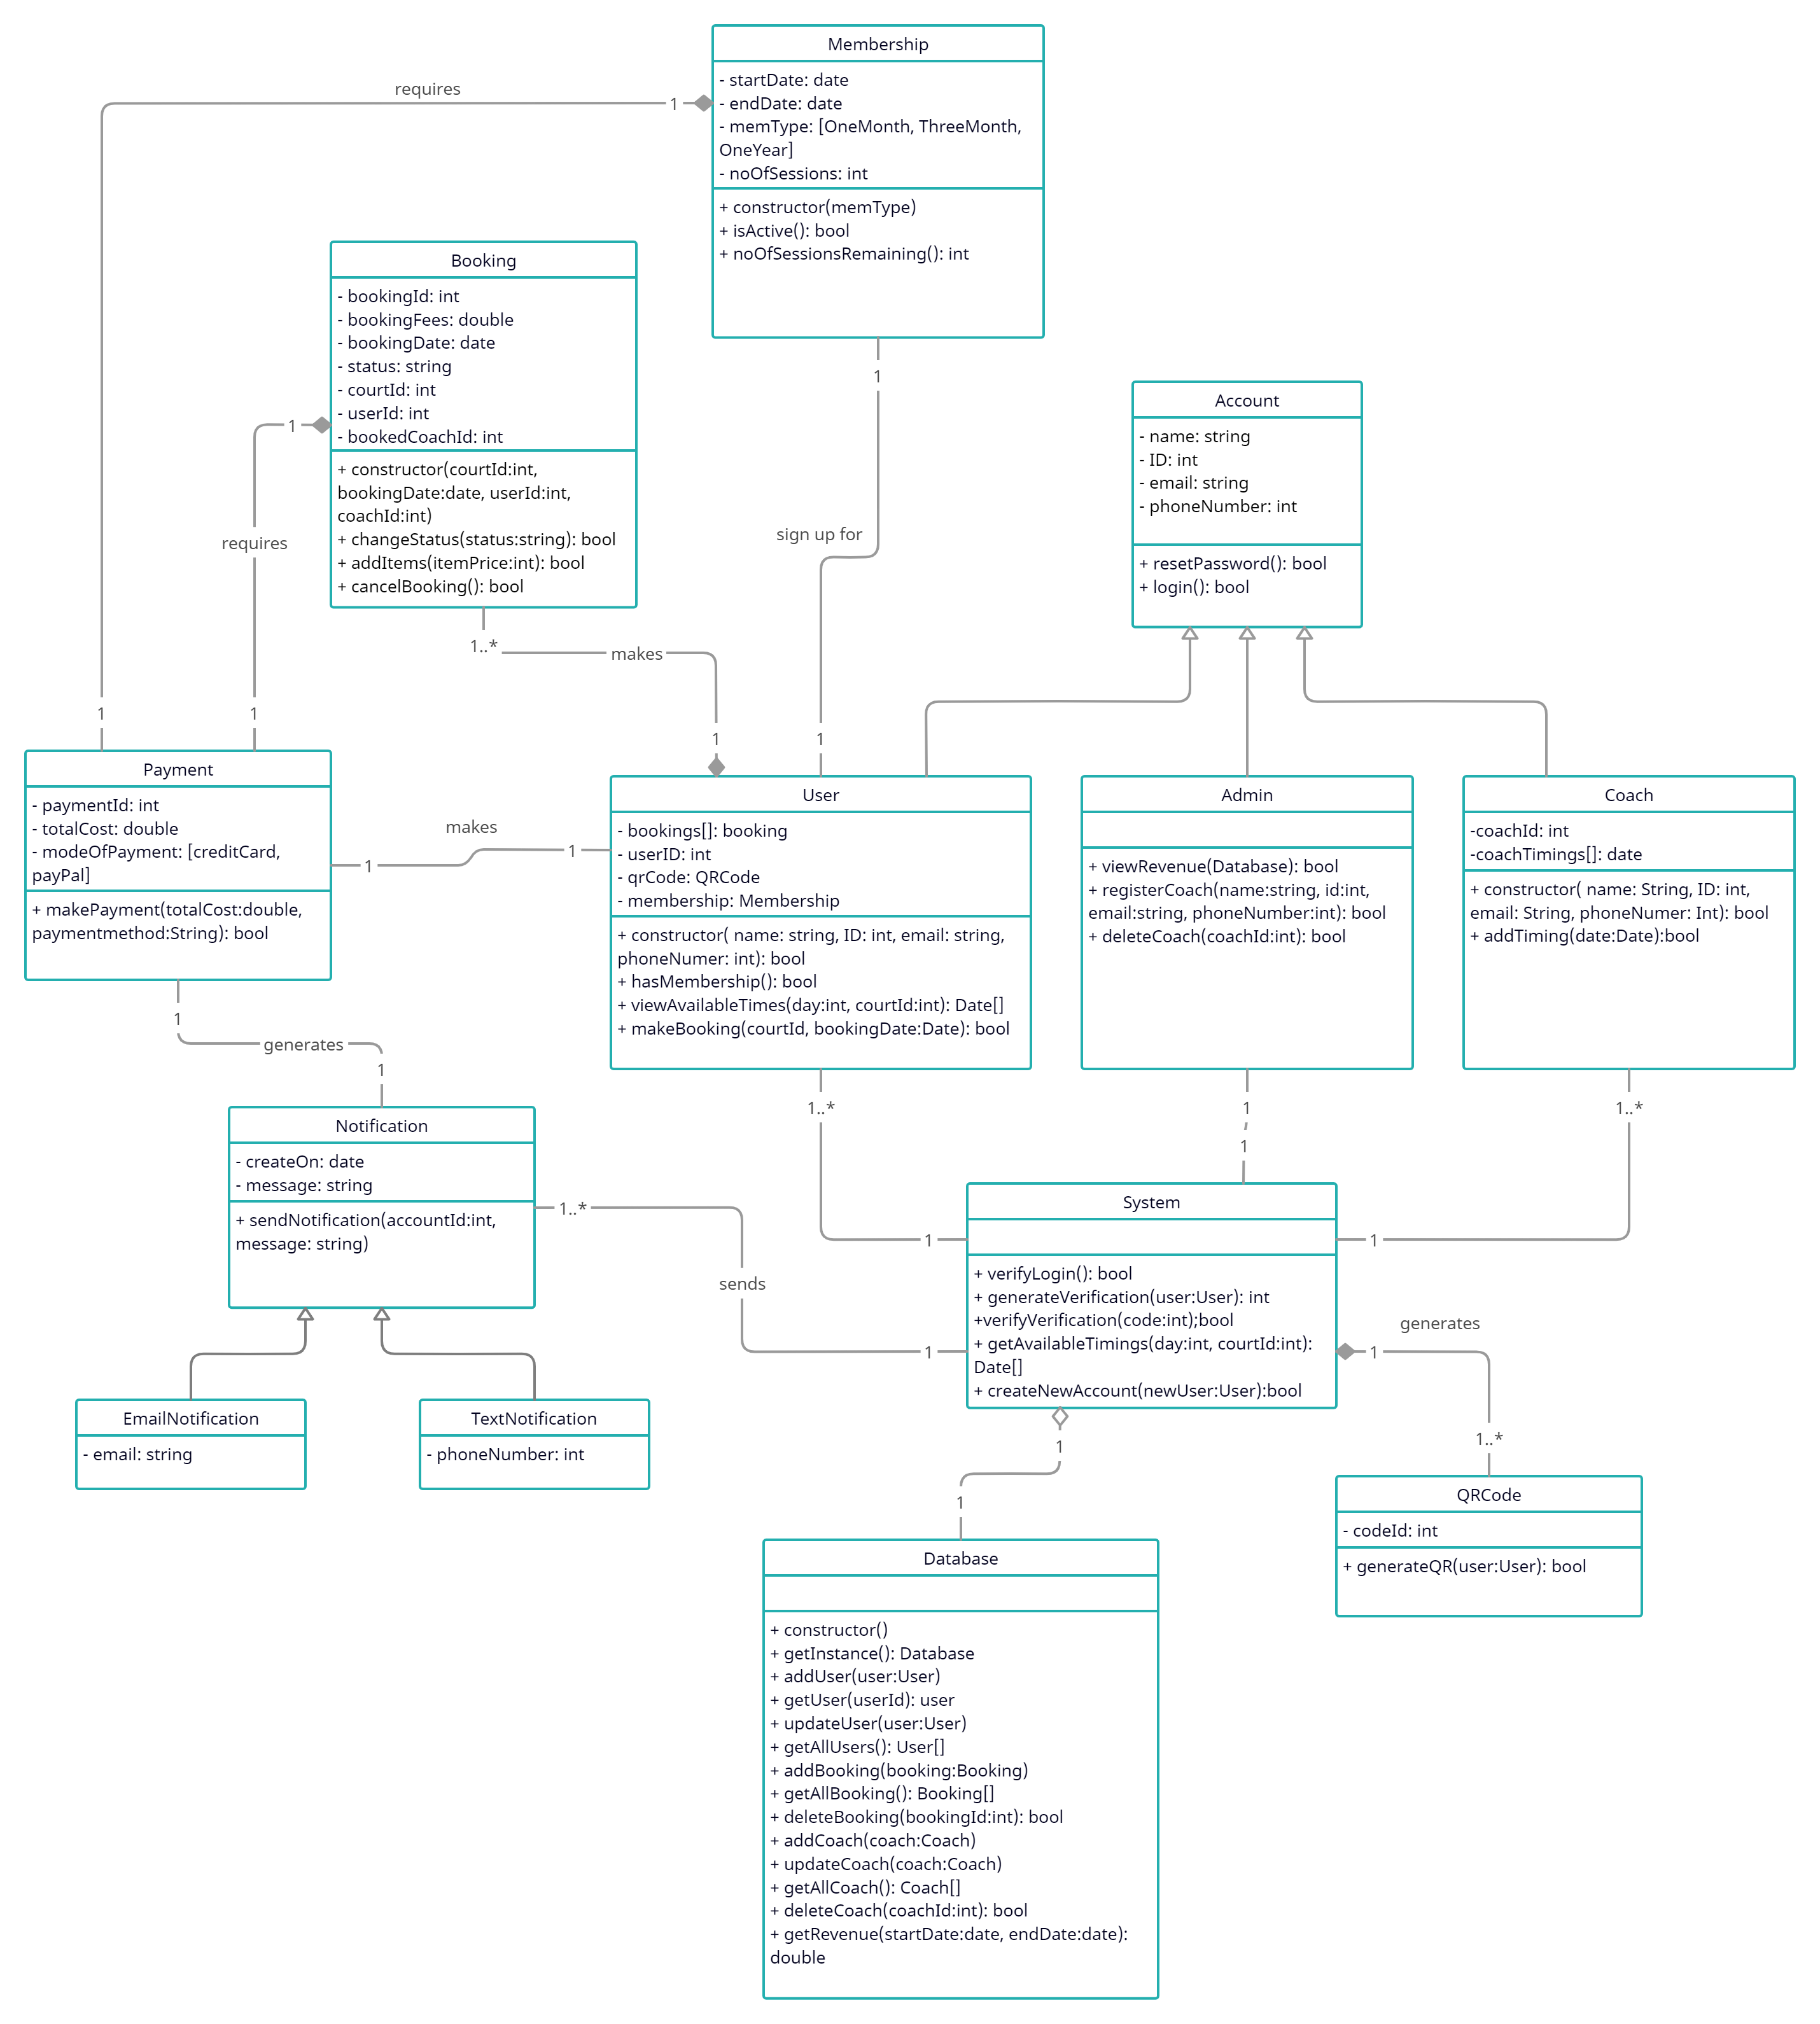 Membership
- startDate: date
- endDate: date
- memType: [OneMonth, ThreeMonth,
OneYear]
- noOfSessions: int
+ constructor(memType)
+ isActive(): bool
+ noOfSessionsRemaining(): int
requires
1
1
Booking
- bookingId: int
- bookingFees: double
- bookingDate: date
- status: string
- courtId: int
- userId: int
- bookedCoachId: int
+ constructor(courtId:int,
bookingDate:date, userId:int,
coachId:int)
+ changeStatus(status:string): bool
+ addItems(itemPrice:int): bool
+ cancelBooking(): bool
1
requires
1
1
sign up for
1
Account
- name: string
- ID: int
- email: string
- phoneNumber: int
+ resetPassword(): bool
+ login(): bool
1..*
makes
1
Payment
- paymentId: int
- totalCost: double
- modeOfPayment: [creditCard,
payPal]
+ makePayment(totalCost:double,
paymentmethod:String): bool
makes
1
1
User
- bookings[]: booking
- userID: int
- qrCode: QRCode
- membership: Membership
+ constructor( name: string, ID: int, email: string,
phoneNumer: int): bool
+ hasMembership(): bool
+ viewAvailableTimes(day:int, courtId:int): Date[]
+ makeBooking(courtId, bookingDate:Date): bool
Admin
+ viewRevenue(Database): bool
+ registerCoach(name:string, id:int,
email:string, phoneNumber:int): bool
+ deleteCoach(coachId:int): bool
Coach
-coachId: int
-coachTimings[]: date
+ constructor( name: String, ID: int,
email: String, phoneNumer: Int): bool
+ addTiming(date:Date):bool
1
generates
1
Notification
- createOn: date
- message: string
+ sendNotification(accountId:int,
message: string)
1..*
sends
1
1..*
1
1
1
1..*
1
System
+ verifyLogin(): bool
+ generateVerification(user:User): int
+verifyVerification(code:int);bool
+ getAvailableTimings(day:int, courtId:int):
Date[]
+ createNewAccount(newUser:User):bool
generates
1
1..*
EmailNotification
- email: string
TextNotification
- phoneNumber: int
1
1
QRCode
- codeId: int
+ generateQR(user:User): bool
Database
+ constructor()
+ getInstance(): Database
+ addUser(user:User)
+ getUser(userId): user
+ updateUser(user:User)
+ getAllUsers(): User[]
+ addBooking(booking:Booking)
+ getAllBooking(): Booking[]
+ deleteBooking(bookingId:int): bool
+ addCoach(coach:Coach)
+ updateCoach(coach:Coach)
+ getAllCoach(): Coach[]
+ deleteCoach(coachId:int): bool
+ getRevenue(startDate:date, endDate:date):
double